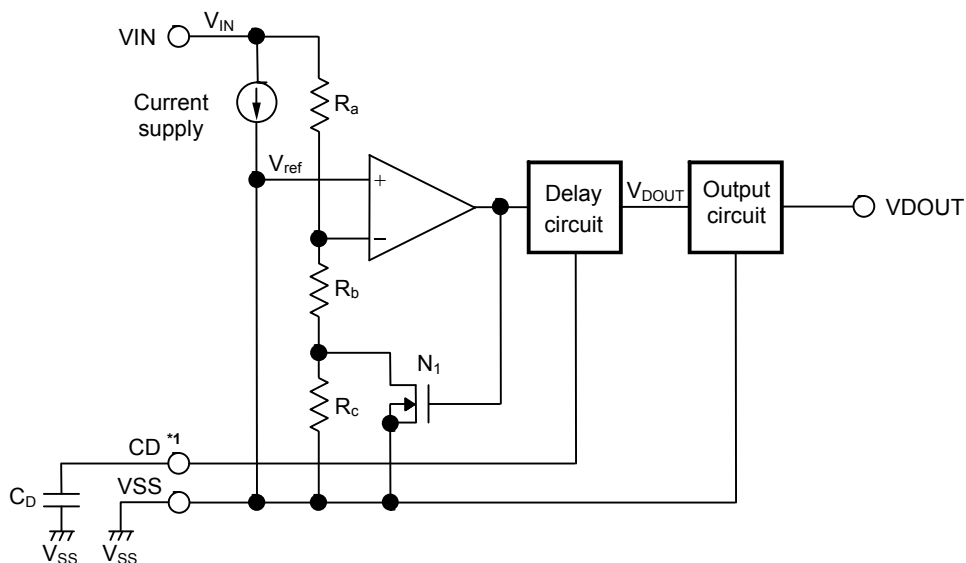 VIN
V_IN
Current
supply
R_a
V_ref
+
−
Delay
circuit
V_DOUT
Output
circuit
VDOUT
R_b
N_1
R_c
CD *1
VSS
C_D
V_SS
V_SS